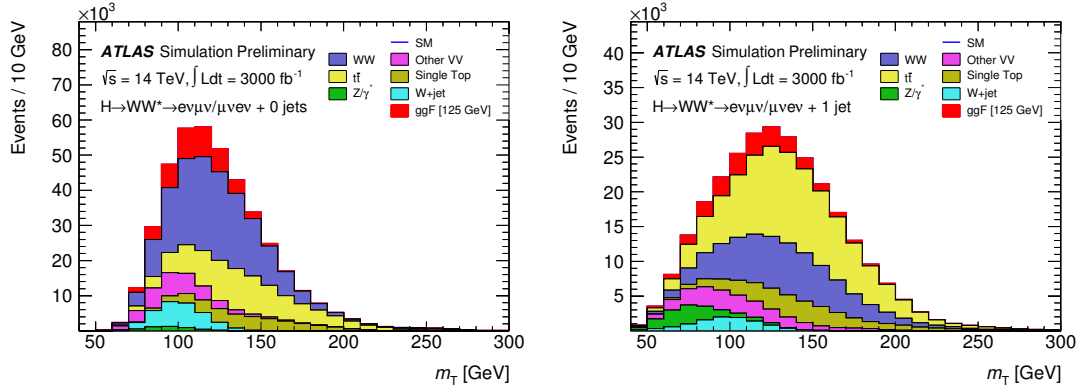 ×10³
Events / 10 GeV
80
70
60
50
40
30
20
10
ATLAS Simulation Preliminary
√s = 14 TeV, ∫ Ldt = 3000 fb⁻¹
H→WW*→eνμν/μνeν + 0 jets
SM
WW
Other VV
tt̄
Single Top
Z/γ*
W+jet
ggF [125 GeV]
50 100 150 200 250 300
m_T [GeV]
×10³
Events / 10 GeV
40
35
30
25
20
15
10
5
ATLAS Simulation Preliminary
√s = 14 TeV, ∫ Ldt = 3000 fb⁻¹
H→WW*→eνμν/μνeν + 1 jet
SM
WW
Other VV
tt̄
Single Top
Z/γ*
W+jet
ggF [125 GeV]
50 100 150 200 250 300
m_T [GeV]